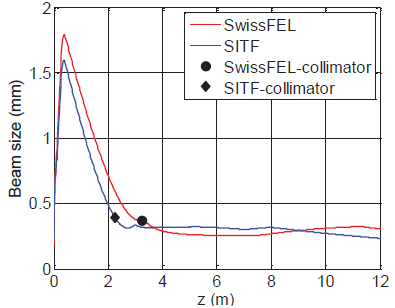 2
1.5
1
0.5
0
Beam size (mm)
SwissFEL
SITF
SwissFEL-collimator
SITF-collimator
0 2 4 6 8 10 12
z (m)